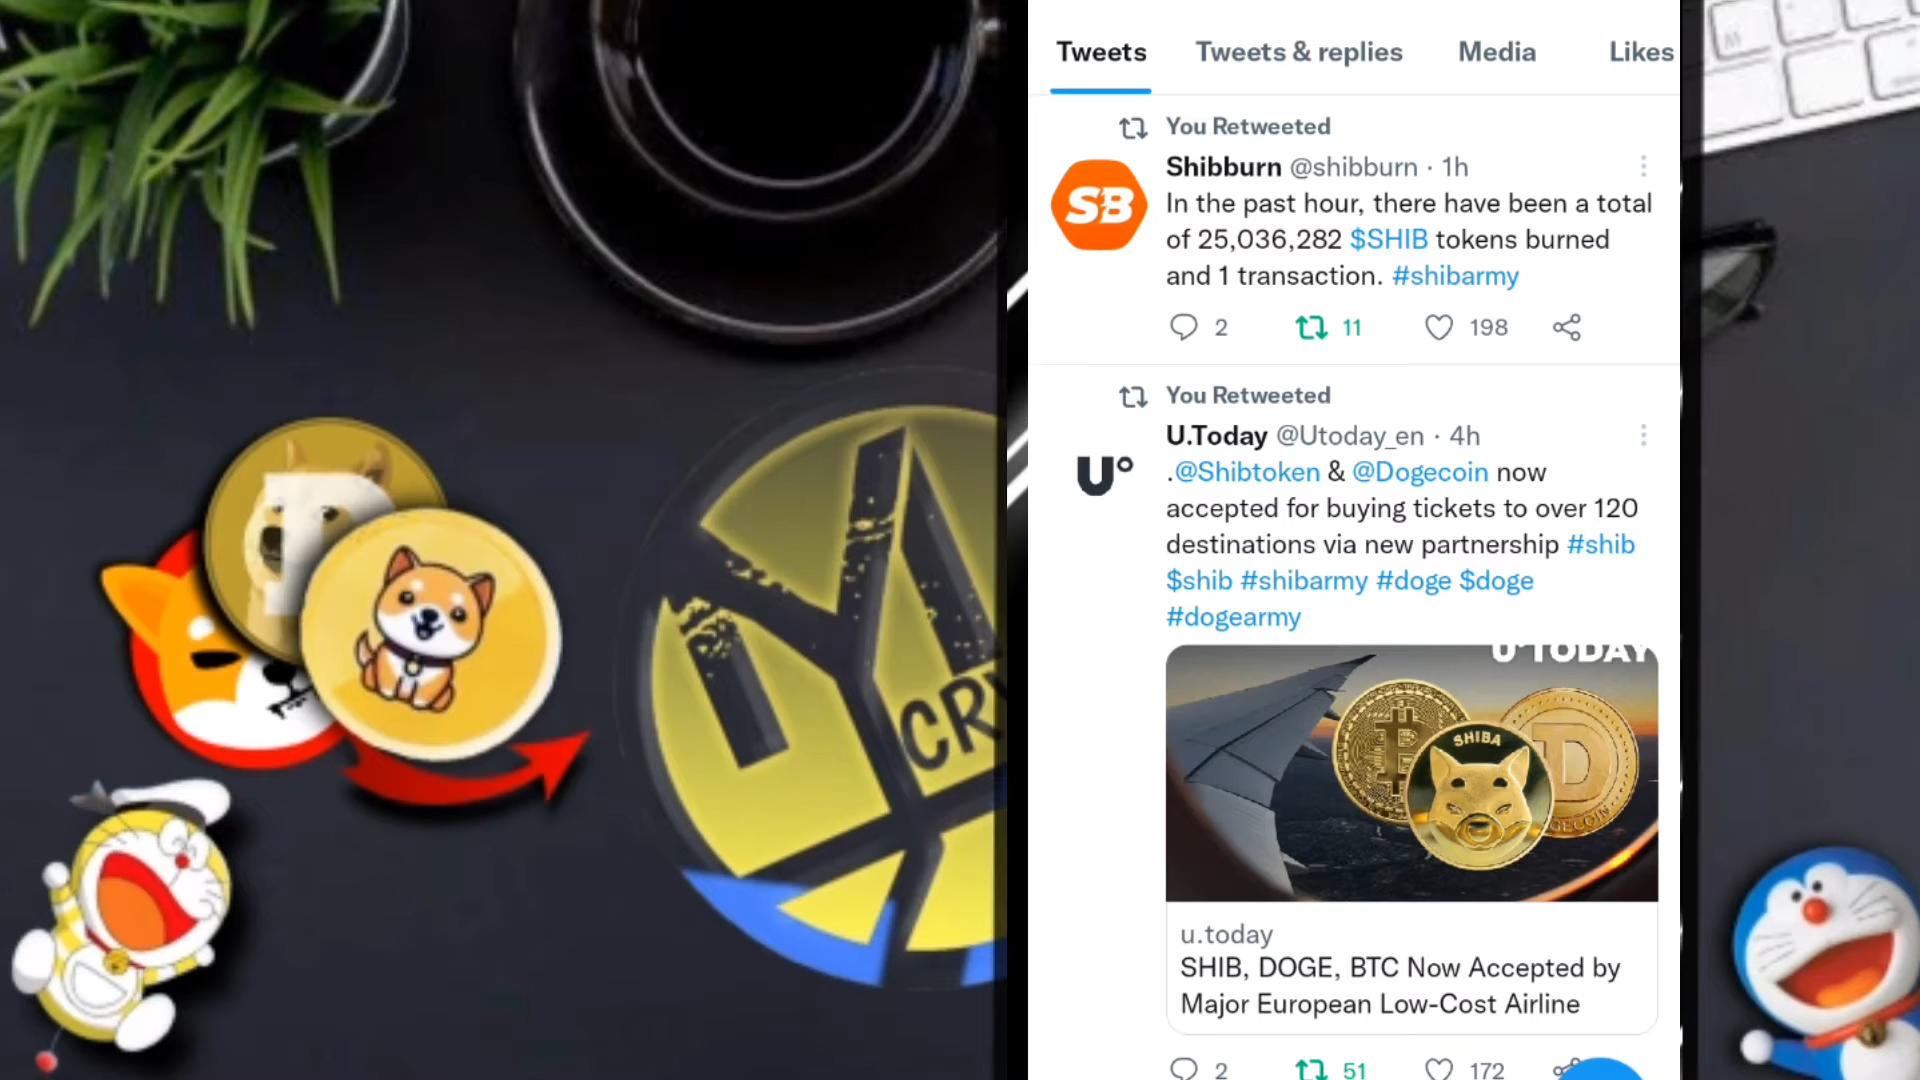 Tweets Tweets & replies Media Likes
You Retweeted
Shibburn @shibburn · 1h
SB
In the past hour, there have been a total
of 25,036,282 $SHIB tokens burned
and 1 transaction. #shibarmy
2 11 198
You Retweeted
U.Today @Utoday_en · 4h
U°
.@Shibtoken & @Dogecoin now
accepted for buying tickets to over 120
destinations via new partnership #shib
$shib #shibarmy #doge $doge
#dogearmy
U°TODAY
SHIBA
u.today
SHIB, DOGE, BTC Now Accepted by
Major European Low-Cost Airline
2 51 172